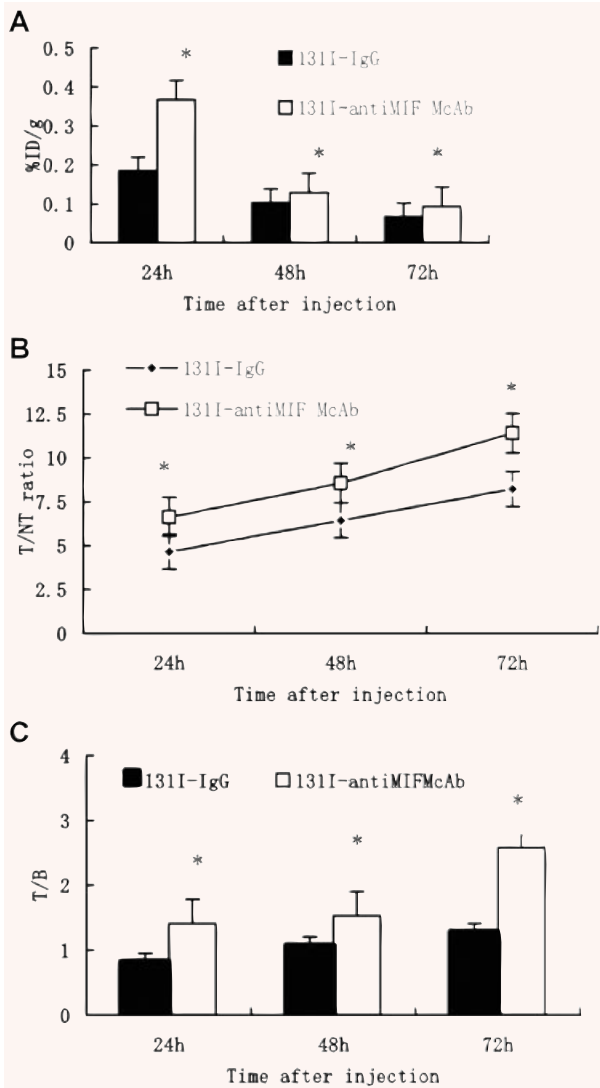 A
0.5
0.4
0.3
0.2
0.1
0
%ID/g
*
*
*
131I-IgG
131I-antiMIF McAb
24h 48h 72h
Time after injection
B
15
12.5
10
7.5
5
2.5
0
T/NT ratio
131I-IgG
131I-antiMIF McAb
*
*
*
24h 48h 72h
Time after injection
C
4
3
2
1
0
T/B
131I-IgG 131I-antiMIFMcAb
*
*
*
24h 48h 72h
Time after injection